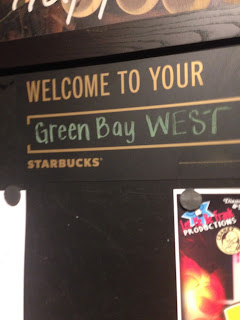 WELCOME TO YOUR
Green Bay WEST
STARBUCKS
PRODUCTIONS